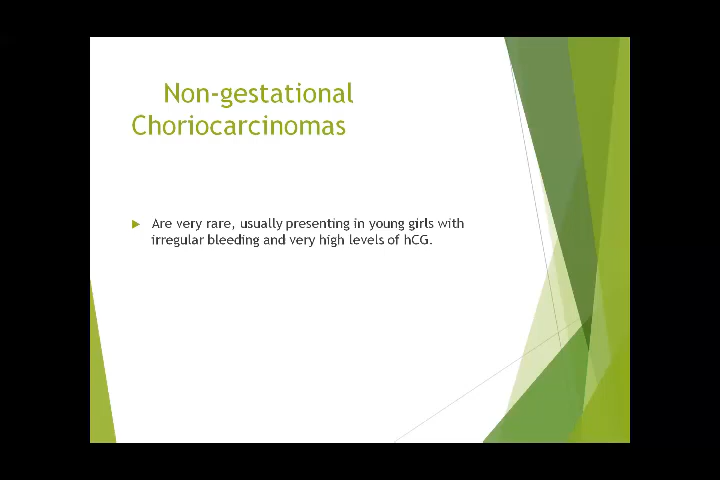 Non-gestational
Choriocarcinomas
Are very rare, usually presenting in young girls with
irregular bleeding and very high levels of hCG.